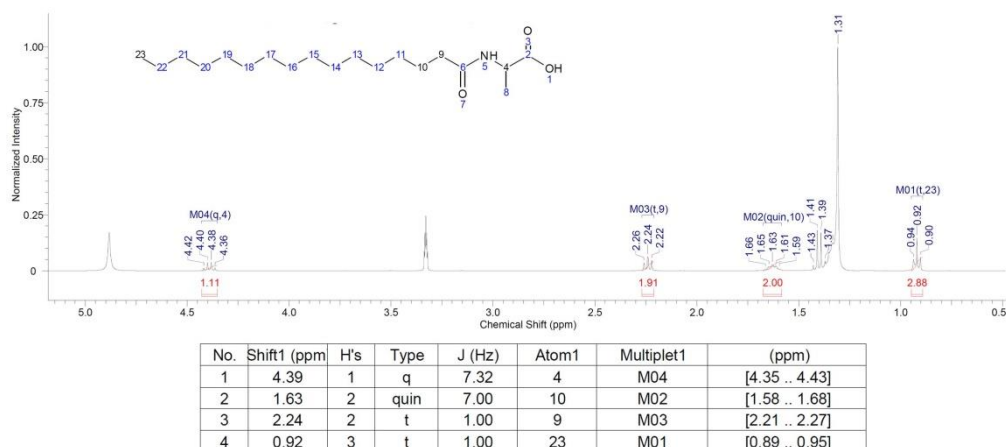 1.31
1.00
0.75
0.50
0.25
0
Normalized Intensity
23 21 19 17 15 13 11 9 O 3
22 20 18 16 14 12 10 6 NH 5 4 2 OH 1
O 7 8
M04(q,4)
4.42 4.40 4.38 4.36
M03(t,9)
2.26 2.24 2.22
M02(quin,10)
1.66 1.65 1.63 1.61 1.59
1.43 1.41 1.39 1.37
M01(t,23)
0.94 0.92 0.90
1.11 1.91 2.00 2.88
5.0 4.5 4.0 3.5 3.0 2.5 2.0 1.5 1.0 0.5
Chemical Shift (ppm)
No. Shift1 (ppm H's Type J (Hz) Atom1 Multiplet1 (ppm)
1 4.39 1 q 7.32 4 M04 [4.35 .. 4.43]
2 1.63 2 quin 7.00 10 M02 [1.58 .. 1.68]
3 2.24 2 t 1.00 9 M03 [2.21 .. 2.27]
4 0.92 3 t 1.00 23 M01 [0.89 .. 0.95]